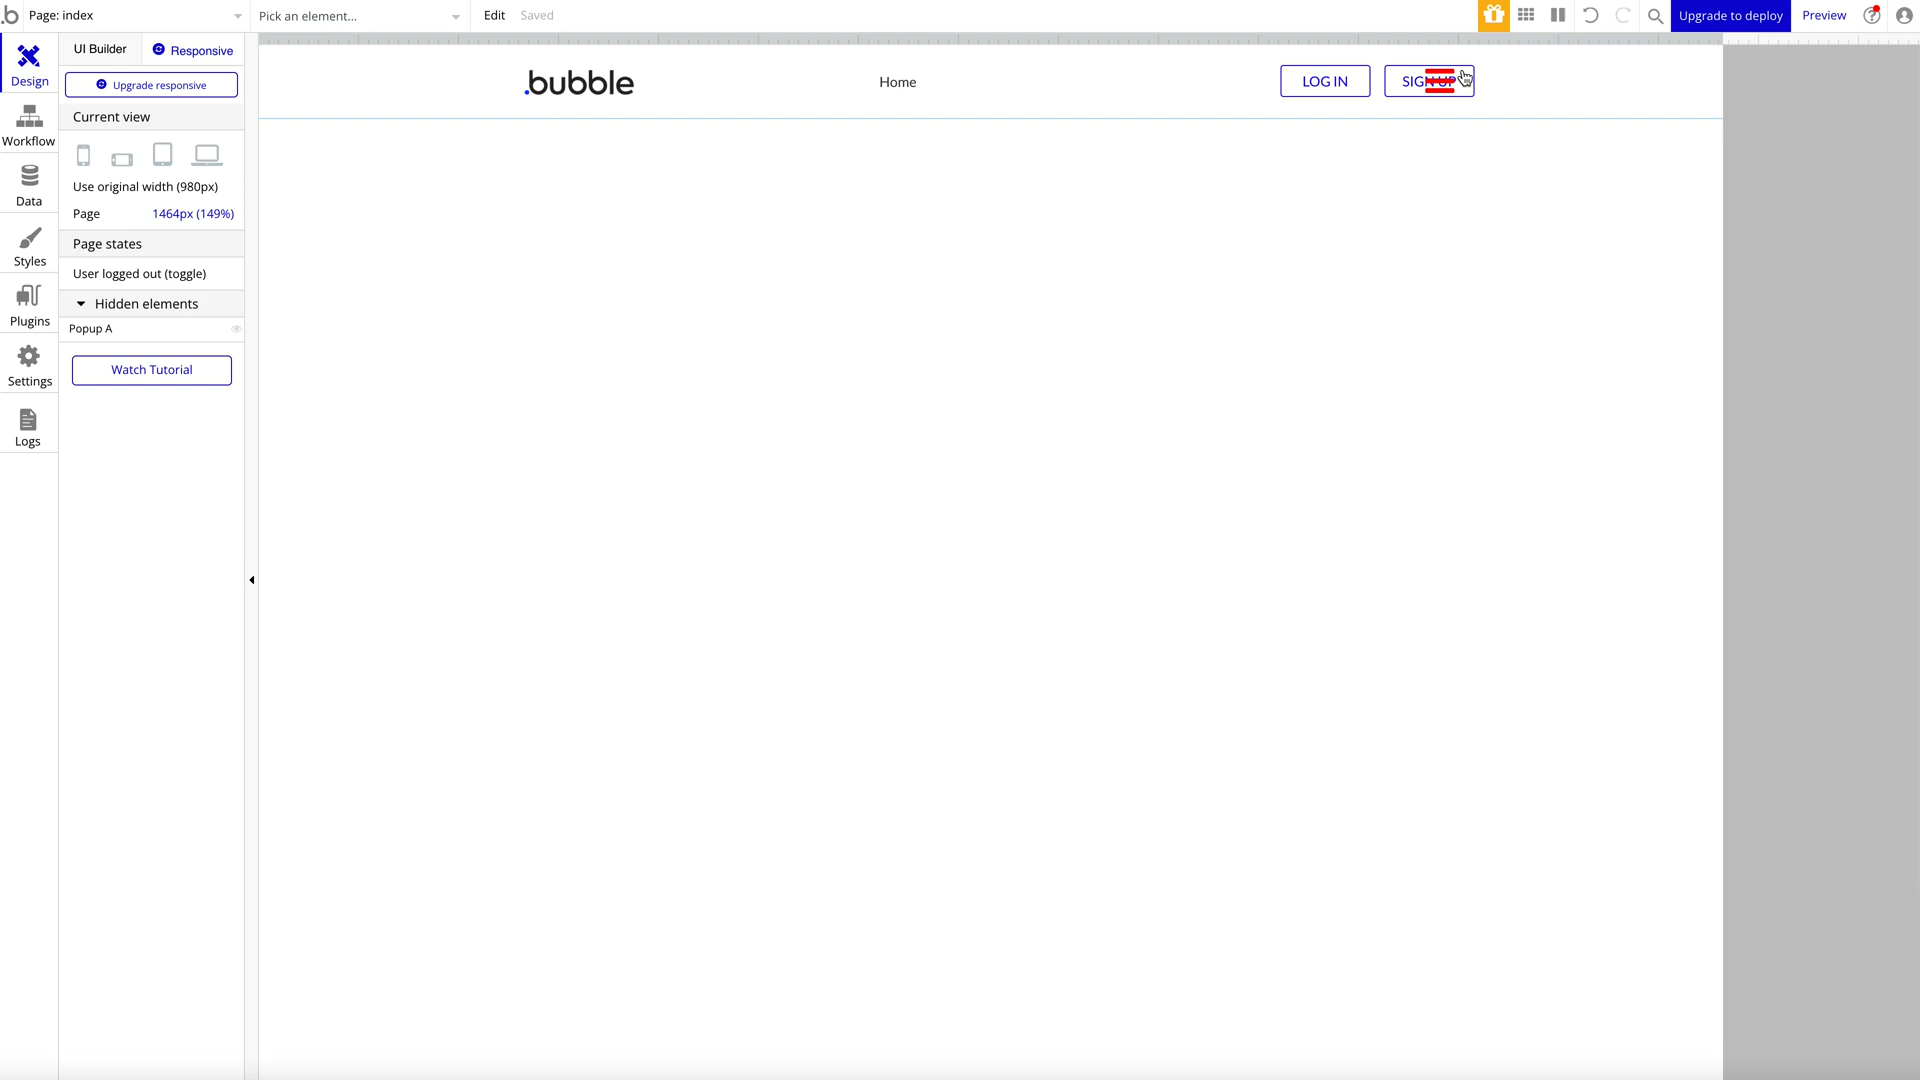 .b Page: index
Pick an element...
Edit
Saved
Upgrade to deploy
Preview
Design
Workflow
Data
Styles
Plugins
Settings
Logs
UI Builder
Responsive
Upgrade responsive
Current view
Use original width (980px)
Page 1464px (149%)
Page states
User logged out (toggle)
Hidden elements
Popup A
Watch Tutorial
.bubble
Home
LOG IN
SIGN UP